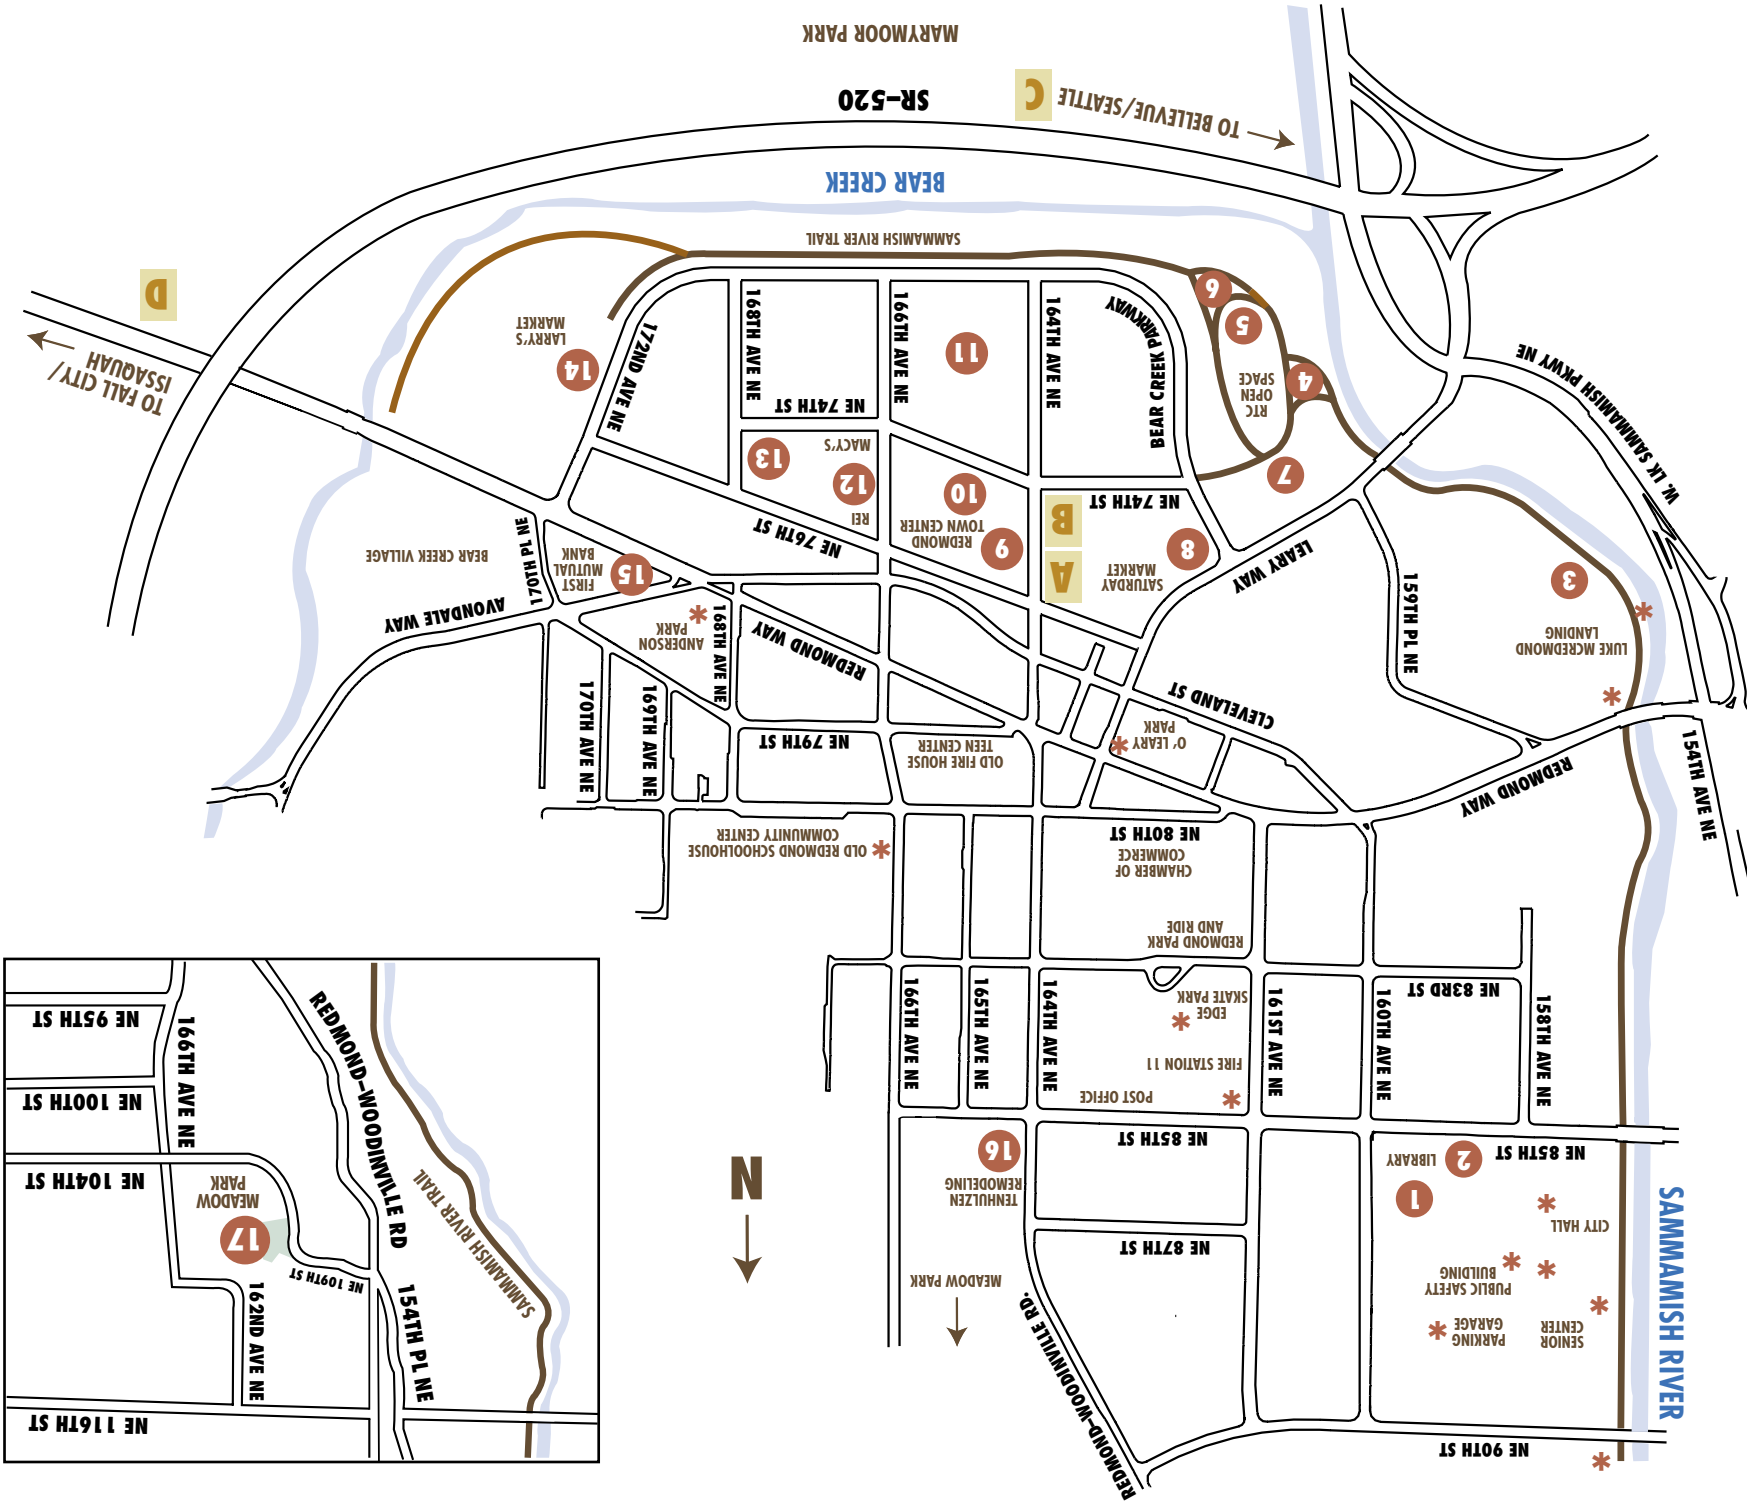 NE 90TH ST
REDMOND-WOODINVILLE RD.
SENIOR
CENTER
PARKING
GARAGE
PUBLIC SAFETY
BUILDING
CITY HALL
SAMMAMISH RIVER
1
2
LIBRARY
NE 85TH ST
NE 87TH ST
NE 85TH ST
MEADOW PARK
TENHULZEN
REMODELING
16
N
NE 116TH ST
154TH PL NE
162ND AVE NE
NE 109TH ST
SAMMAMISH RIVER TRAIL
17
MEADOW
PARK
REDMOND-WOODINVILLE RD
NE 104TH ST
166TH AVE NE
NE 100TH ST
NE 95TH ST
POST OFFICE
FIRE STATION 11
EDGE
SKATE PARK
158TH AVE NE
160TH AVE NE
161ST AVE NE
164TH AVE NE
165TH AVE NE
166TH AVE NE
NE 83RD ST
REDMOND PARK
AND RIDE
CHAMBER OF
COMMERCE
NE 80TH ST
OLD REDMOND SCHOOLHOUSE
COMMUNITY CENTER
154TH AVE NE
REDMOND WAY
O' LEARY
PARK
OLD FIRE HOUSE
TEEN CENTER
NE 79TH ST
169TH AVE NE
170TH AVE NE
CLEVELAND ST
LUKE MCREDMOND
LANDING
3
159TH PL NE
REDMOND WAY
168TH AVE NE
ANDERSON
PARK
AVONDALE WAY
170TH PL NE
FIRST
MUTUAL
BANK
15
BEAR CREEK VILLAGE
LEARY WAY
SATURDAY
MARKET
8
A
B
9
REDMOND
TOWN CENTER
10
NE 76TH ST
REI
12
MACY'S
13
NE 74TH ST
W. LK SAMMAMISH PKWY NE
7
RTC
OPEN
SPACE
4
5
6
BEAR CREEK PARKWAY
BEAR CREEK PARKWAY
164TH AVE NE
11
166TH AVE NE
NE 74TH ST
168TH AVE NE
172ND AVE NE
14
LARRY'S
MARKET
TO FALL CITY/
ISSAQUAH
D
SAMMAMISH RIVER TRAIL
BEAR CREEK
TO BELLEVUE/SEATTLE
C
SR-520
MARYMOOR PARK